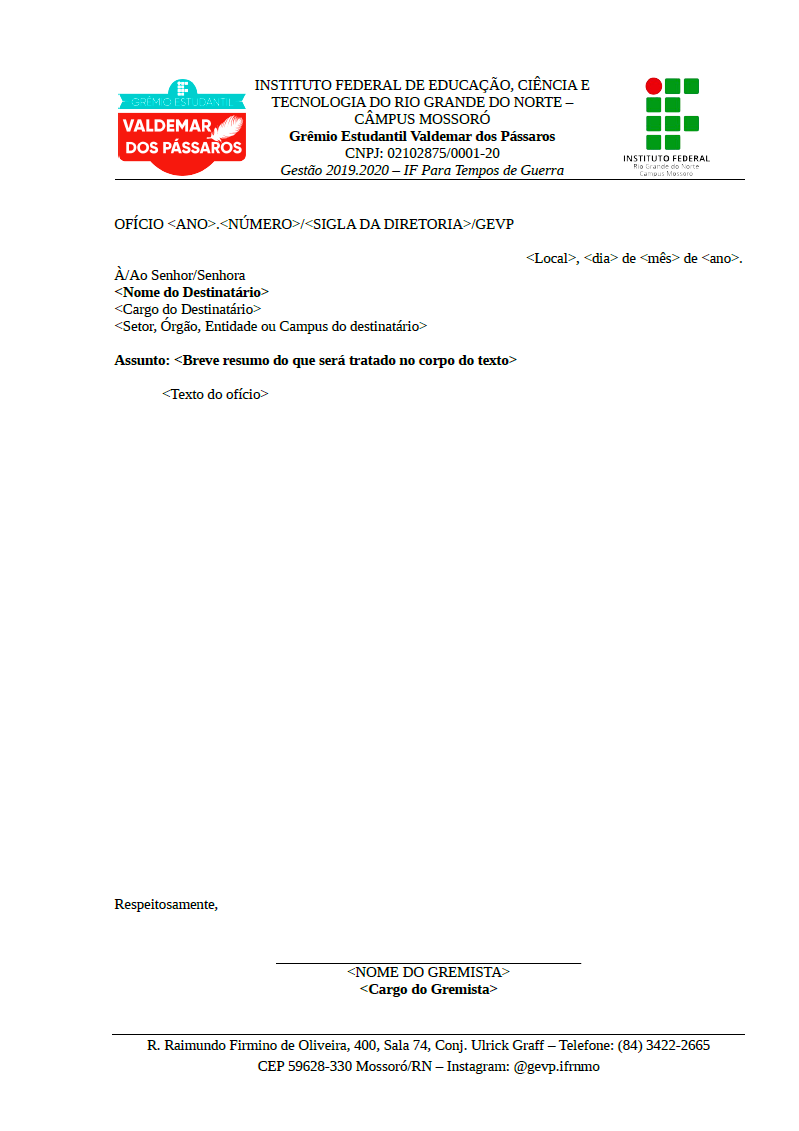 GRÊMIO ESTUDANTIL
VALDEMAR
DOS PÁSSAROS
INSTITUTO FEDERAL DE EDUCAÇÃO, CIÊNCIA E
TECNOLOGIA DO RIO GRANDE DO NORTE –
CÂMPUS MOSSORÓ
Grêmio Estudantil Valdemar dos Pássaros
CNPJ: 02102875/0001-20
Gestão 2019.2020 – IF Para Tempos de Guerra
INSTITUTO FEDERAL
Rio Grande do Norte
Campus Mossoró
OFÍCIO <ANO>.<NÚMERO>/<SIGLA DA DIRETORIA>/GEVP
<Local>, <dia> de <mês> de <ano>.
À/Ao Senhor/Senhora
<Nome do Destinatário>
<Cargo do Destinatário>
<Setor, Órgão, Entidade ou Campus do destinatário>
Assunto: <Breve resumo do que será tratado no corpo do texto>
<Texto do ofício>
Respeitosamente,
<NOME DO GREMISTA>
<Cargo do Gremista>
R. Raimundo Firmino de Oliveira, 400, Sala 74, Conj. Ulrick Graff – Telefone: (84) 3422-2665
CEP 59628-330 Mossoró/RN – Instagram: @gevp.ifrnmo